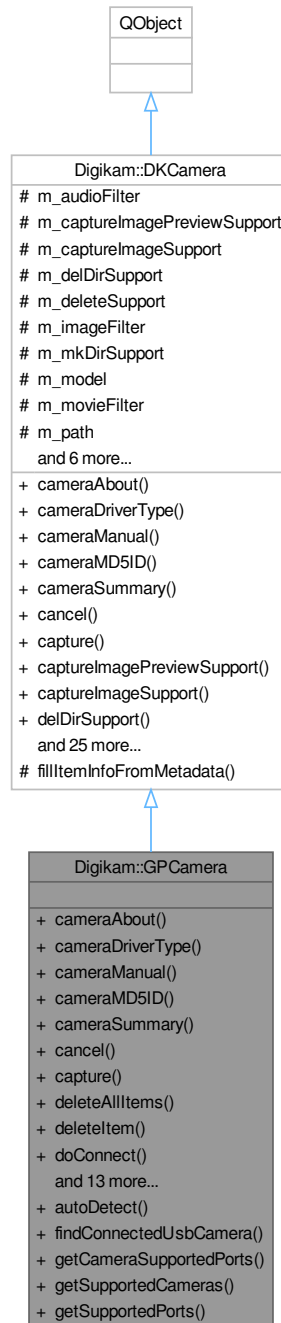 QObject
Digikam::DKCamera
# m_audioFilter
# m_captureImagePreviewSupport
# m_captureImageSupport
# m_delDirSupport
# m_deleteSupport
# m_imageFilter
# m_mkDirSupport
# m_model
# m_movieFilter
# m_path
and 6 more...
+ cameraAbout()
+ cameraDriverType()
+ cameraManual()
+ cameraMD5ID()
+ cameraSummary()
+ cancel()
+ capture()
+ captureImagePreviewSupport()
+ captureImageSupport()
+ delDirSupport()
and 25 more...
# fillItemInfoFromMetadata()
Digikam::GPCamera
+ cameraAbout()
+ cameraDriverType()
+ cameraManual()
+ cameraMD5ID()
+ cameraSummary()
+ cancel()
+ capture()
+ deleteAllItems()
+ deleteItem()
+ doConnect()
and 13 more...
+ autoDetect()
+ findConnectedUsbCamera()
+ getCameraSupportedPorts()
+ getSupportedCameras()
+ getSupportedPorts()